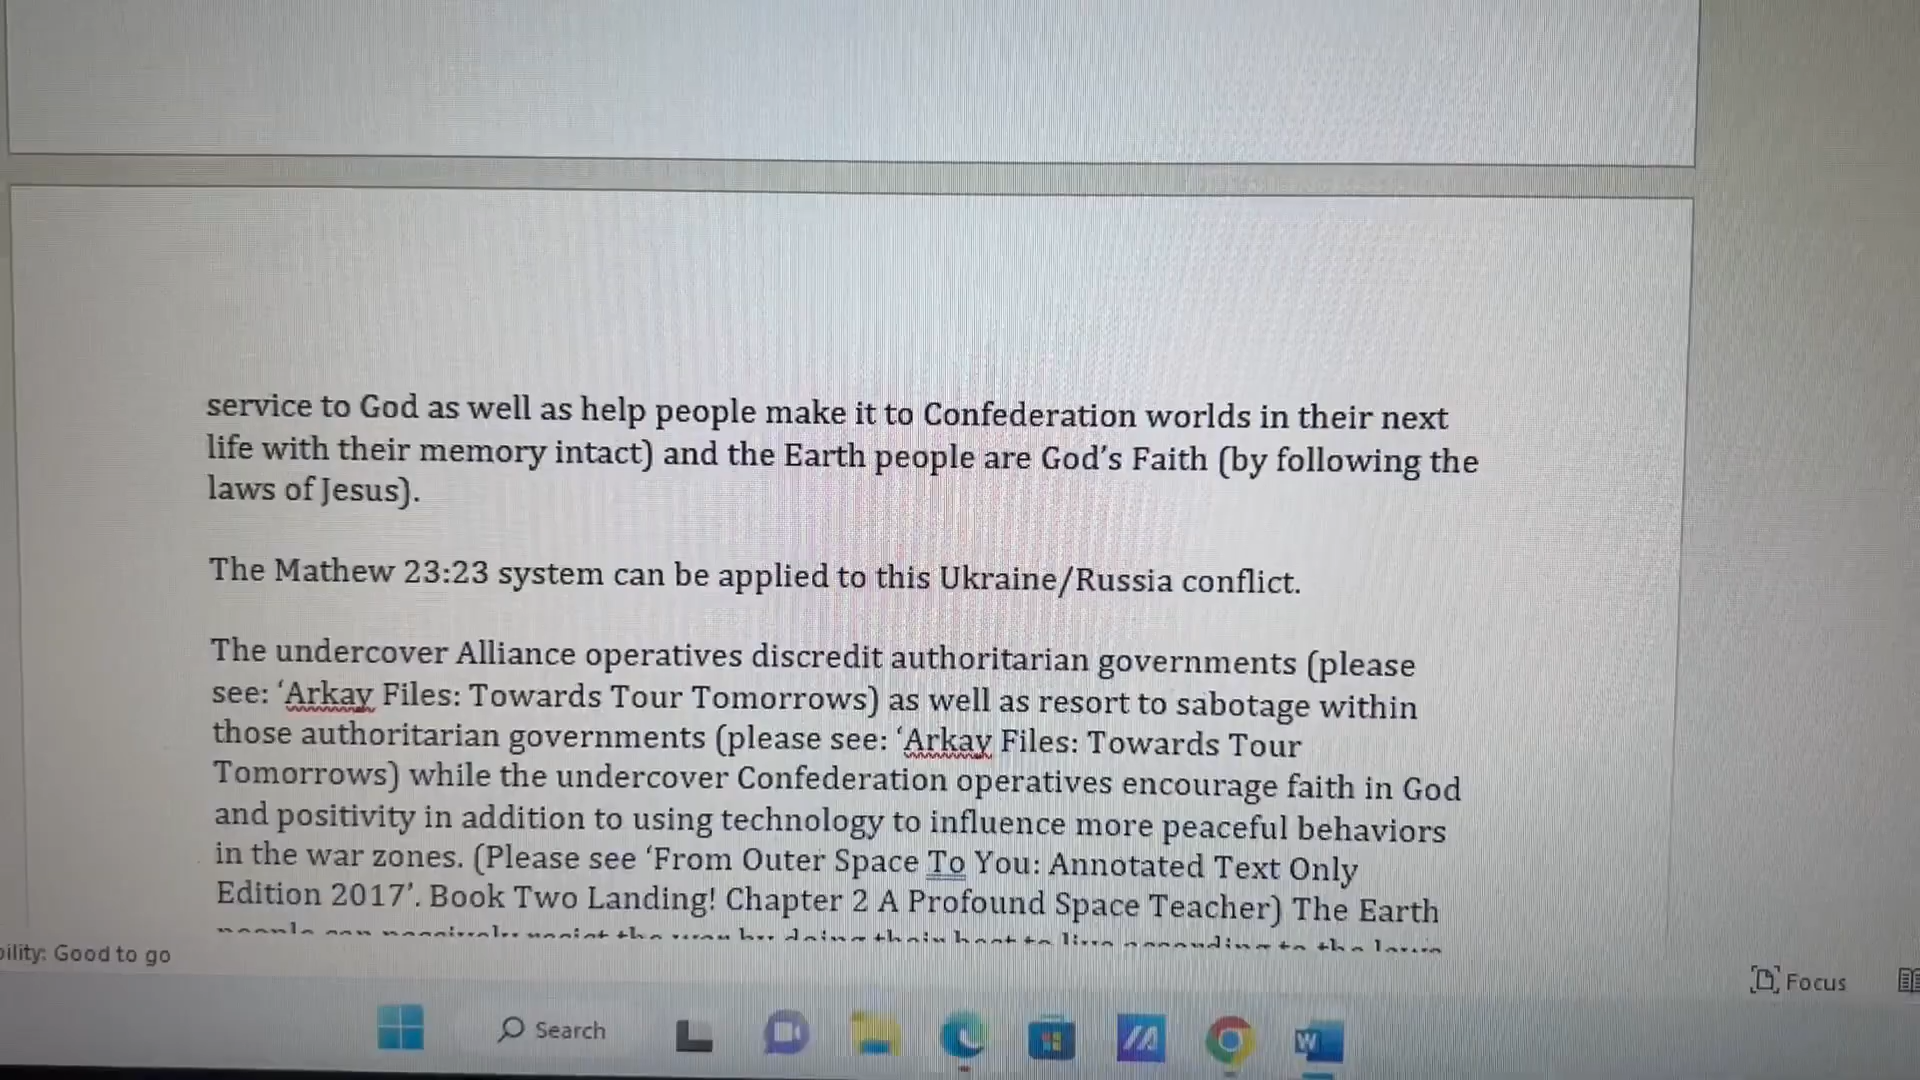 service to God as well as help people make it to Confederation worlds in their next
life with their memory intact) and the Earth people are God's Faith (by following the
laws of Jesus).
The Mathew 23:23 system can be applied to this Ukraine/Russia conflict.
The undercover Alliance operatives discredit authoritarian governments (please
see: 'Arkay Files: Towards Tour Tomorrows) as well as resort to sabotage within
those authoritarian governments (please see: 'Arkay Files: Towards Tour
Tomorrows) while the undercover Confederation operatives encourage faith in God
and positivity in addition to using technology to influence more peaceful behaviors
in the war zones. (Please see 'From Outer Space To You: Annotated Text Only
Edition 2017'. Book Two Landing! Chapter 2 A Profound Space Teacher) The Earth
Good to go
Focus
Search
W